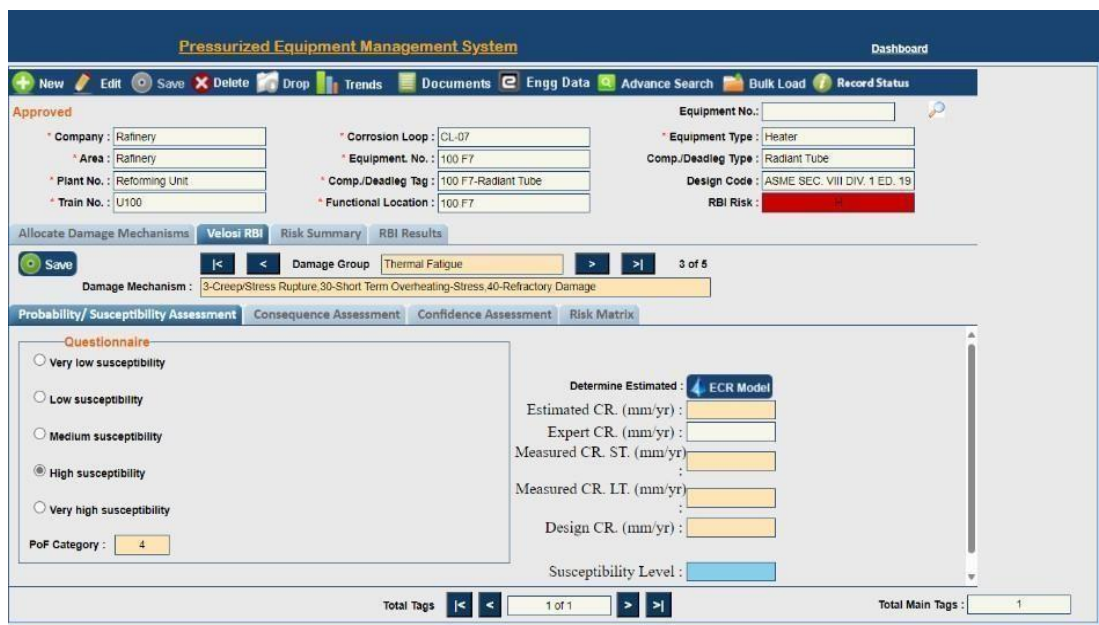 Pressurized Equipment Management System
Dashboard
New Edit Save Delete Drop Trends Documents Engg Data Advance Search Bulk Load Record Status
Approved
Equipment No.:
* Company : Rafinery * Corrosion Loop : CL-07 * Equipment Type : Heater
* Area : Rafinery * Equipment. No. : 100 F7 Comp./Deadleg Type : Radiant Tube
* Plant No. : Reforming Unit * Comp./Deadleg Tag : 100 F7-Radiant Tube Design Code : ASME SEC. VIII DIV. 1 ED. 19
* Train No. : U100 * Functional Location : 100 F7 RBI Risk : H
Allocate Damage Mechanisms Velosi RBI Risk Summary RBI Results
Save |< < Damage Group Thermal Fatigue > >| 3 of 5
Damage Mechanism : 3-Creep/Stress Rupture,30-Short Term Overheating-Stress,40-Refractory Damage
Probability/ Susceptibility Assessment Consequence Assessment Confidence Assessment Risk Matrix
Questionnaire
Very low susceptibility
Low susceptibility
Medium susceptibility
High susceptibility
Very high susceptibility
PoF Category : 4
Determine Estimated : ECR Model
Estimated CR. (mm/yr) :
Expert CR. (mm/yr) :
Measured CR. ST. (mm/yr)
:
Measured CR. LT. (mm/yr)
:
Design CR. (mm/yr) :
Susceptibility Level :
Total Tags |< < 1 of 1 > >| Total Main Tags : 1